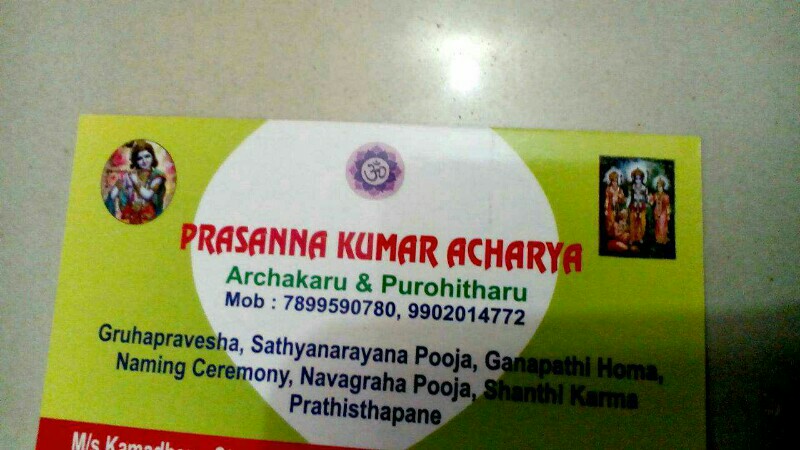 ॐ
PRASANNA KUMAR ACHARYA
Archakaru & Purohitharu
Mob : 7899590780, 9902014772
Gruhapravesha, Sathyanarayana Pooja, Ganapathi Homa,
Naming Ceremony, Navagraha Pooja, Shanthi Karma
Prathisthapane
M/s